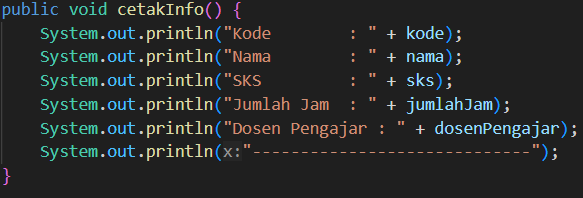 public void cetakInfo() {
    System.out.println("Kode        : " + kode);
    System.out.println("Nama        : " + nama);
    System.out.println("SKS         : " + sks);
    System.out.println("Jumlah Jam  : " + jumlahJam);
    System.out.println("Dosen Pengajar : " + dosenPengajar);
    System.out.println(x:"-----------------------------");
}